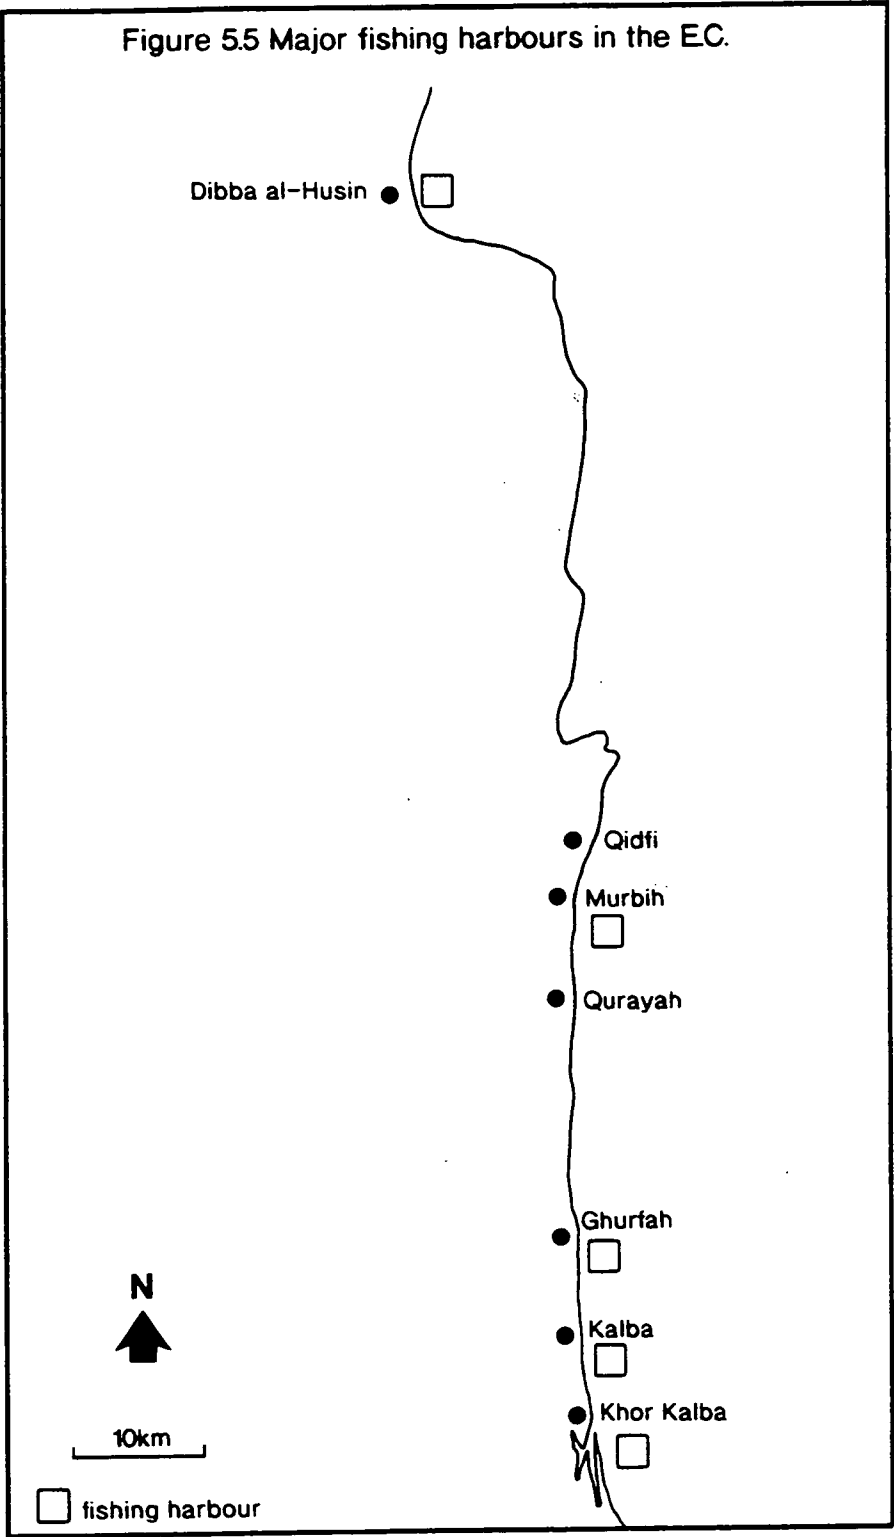 Figure 5.5 Major fishing harbours in the E.C.
Dibba al-Husin
Qidfi
Murbih
Qurayah
Ghurfah
Kalba
Khor Kalba
N
10km
fishing harbour